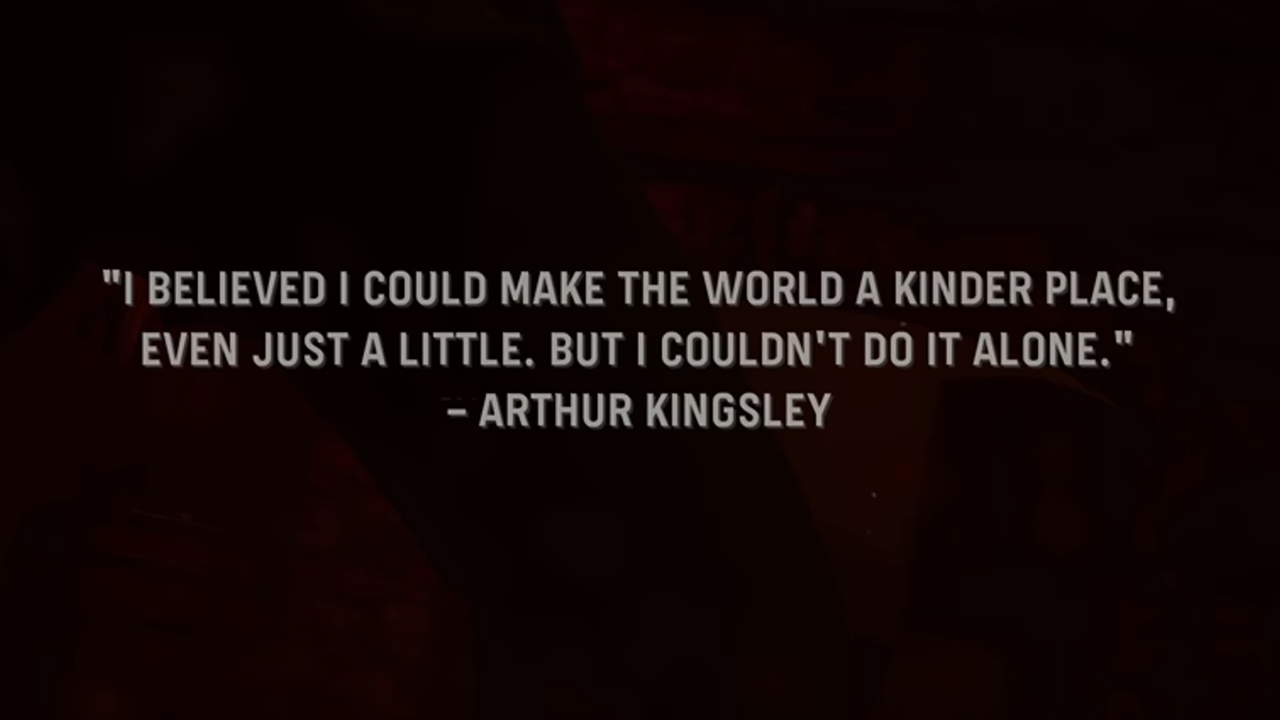 "I BELIEVED I COULD MAKE THE WORLD A KINDER PLACE,
EVEN JUST A LITTLE. BUT I COULDN'T DO IT ALONE."
– ARTHUR KINGSLEY